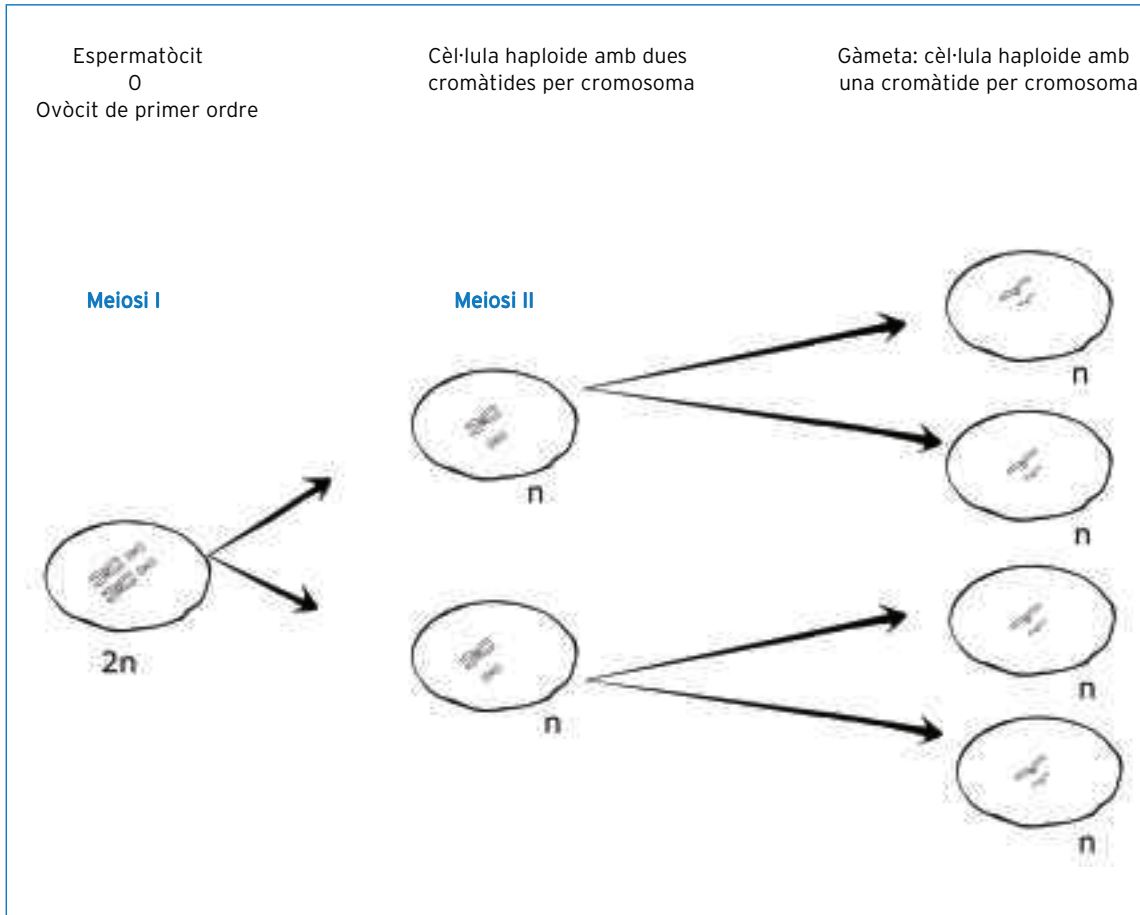 Espermatòcit
O
Ovòcit de primer ordre
Cèl·lula haploide amb dues
cromàtides per cromosoma
Gàmeta: cèl·lula haploide amb
una cromàtide per cromosoma
Meiosi I
Meiosi II
n
n
n
2n
n
n
n